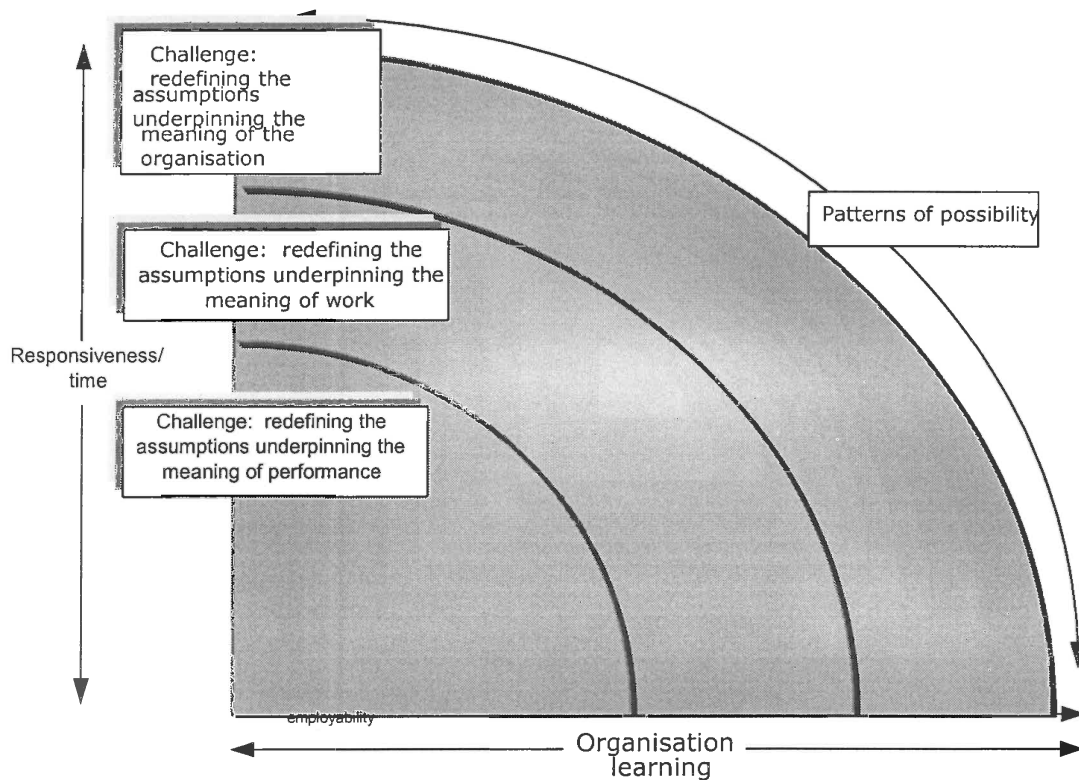 Challenge:
redefining the
assumptions
underpinning the
meaning of the
organisation
Patterns of possibility
Challenge: redefining the
assumptions underpinning the
meaning of work
Responsiveness/
time
Challenge: redefining the
assumptions underpinning the
meaning of performance
employability
Organisation
learning